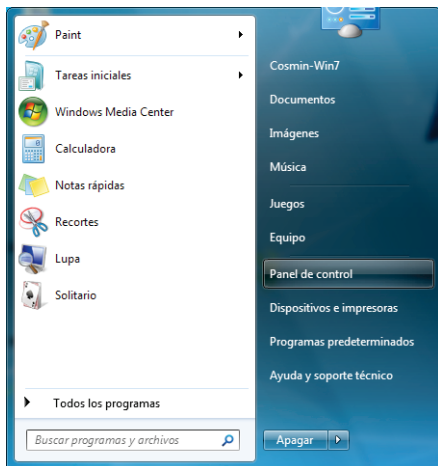 Paint
Tareas iniciales
Windows Media Center
Calculadora
Notas rápidas
Recortes
Lupa
Solitario
Todos los programas
Buscar programas y archivos
Cosmin-Win7
Documentos
Imágenes
Música
Juegos
Equipo
Panel de control
Dispositivos e impresoras
Programas predeterminados
Ayuda y soporte técnico
Apagar